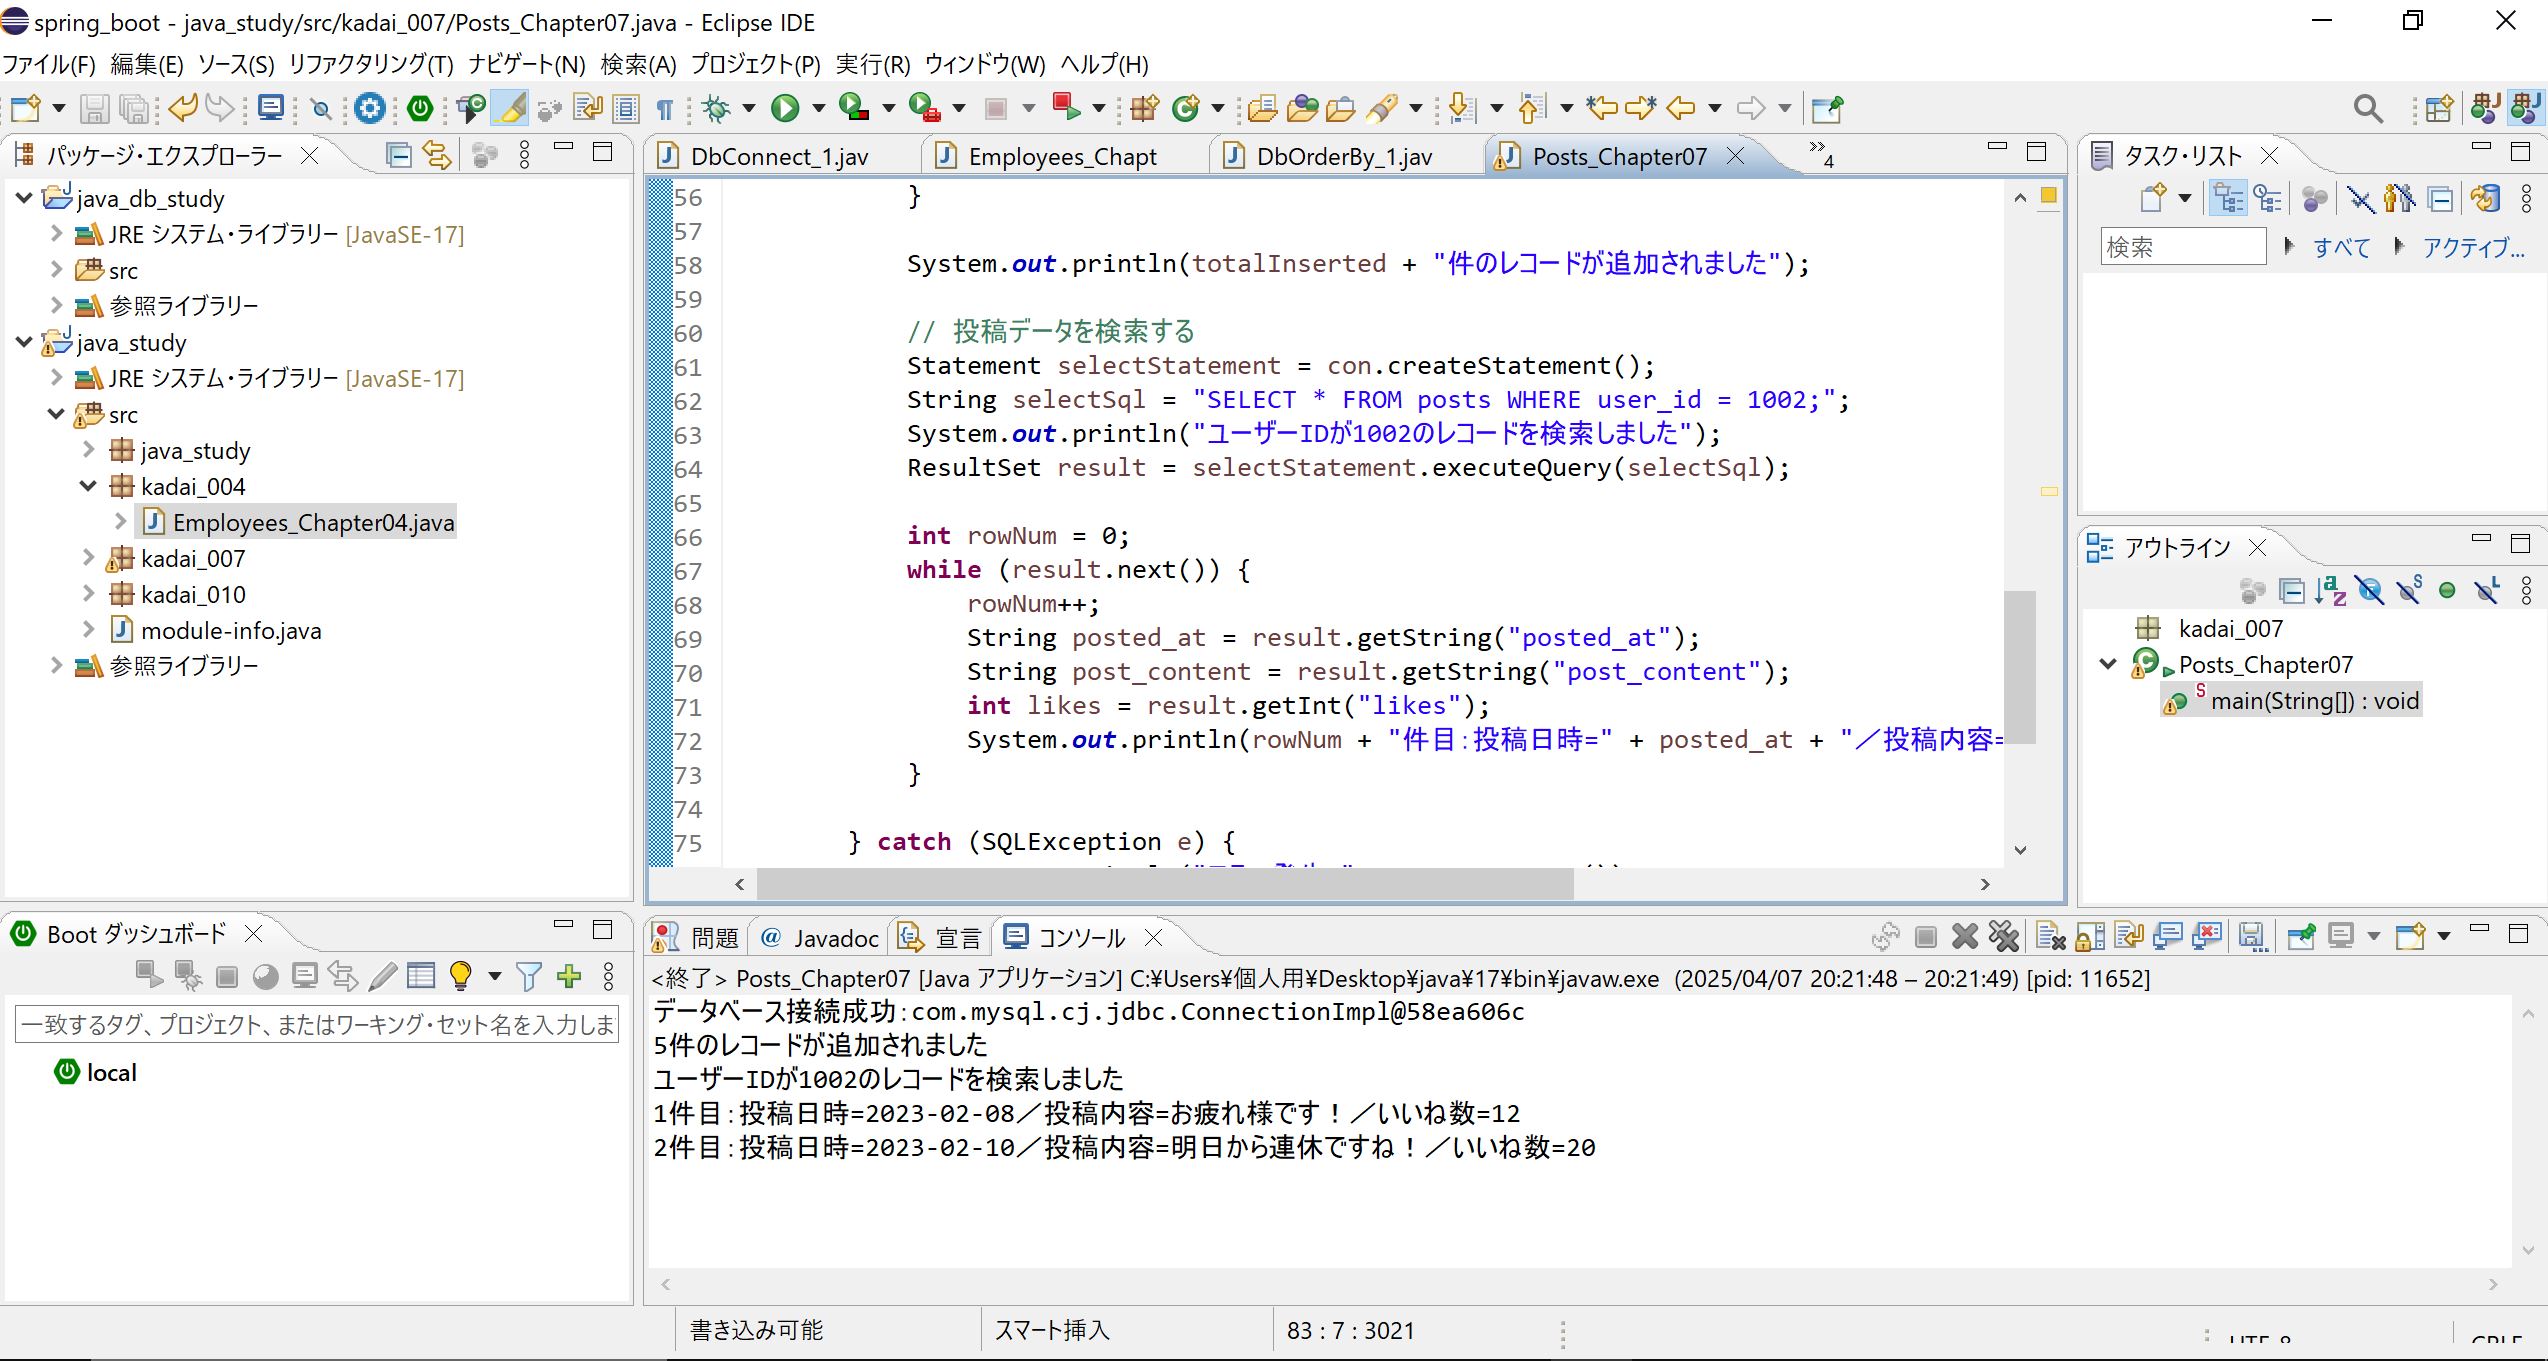 spring_boot - java_study/src/kadai_007/Posts_Chapter07.java - Eclipse IDE
ファイル(F) 編集(E) ソース(S) リファクタリング(T) ナビゲート(N) 検索(A) プロジェクト(P) 実行(R) ウィンドウ(W) ヘルプ(H)
パッケージ・エクスプローラー
java_db_study
JRE システム・ライブラリー [JavaSE-17]
src
参照ライブラリー
java_study
JRE システム・ライブラリー [JavaSE-17]
src
java_study
kadai_004
Employees_Chapter04.java
kadai_007
kadai_010
module-info.java
参照ライブラリー
DbConnect_1.jav Employees_Chapt DbOrderBy_1.jav Posts_Chapter07 »4
56 }
57
58 System.out.println(totalInserted + "件のレコードが追加されました");
59
60 // 投稿データを検索する
61 Statement selectStatement = con.createStatement();
62 String selectSql = "SELECT * FROM posts WHERE user_id = 1002;";
63 System.out.println("ユーザーIDが1002のレコードを検索しました");
64 ResultSet result = selectStatement.executeQuery(selectSql);
65
66 int rowNum = 0;
67 while (result.next()) {
68 rowNum++;
69 String posted_at = result.getString("posted_at");
70 String post_content = result.getString("post_content");
71 int likes = result.getInt("likes");
72 System.out.println(rowNum + "件目：投稿日時=" + posted_at + "／投稿内容=
73 }
74
75 } catch (SQLException e) {
タスク・リスト
検索 すべて アクティブ...
アウトライン
kadai_007
Posts_Chapter07
main(String[]) : void
Boot ダッシュボード
一致するタグ、プロジェクト、またはワーキング・セット名を入力しま
local
問題 Javadoc 宣言 コンソール
<終了> Posts_Chapter07 [Java アプリケーション] C:¥Users¥個人用¥Desktop¥java¥17¥bin¥javaw.exe (2025/04/07 20:21:48 – 20:21:49) [pid: 11652]
データベース接続成功：com.mysql.cj.jdbc.ConnectionImpl@58ea606c
5件のレコードが追加されました
ユーザーIDが1002のレコードを検索しました
1件目：投稿日時=2023-02-08／投稿内容=お疲れ様です！／いいね数=12
2件目：投稿日時=2023-02-10／投稿内容=明日から連休ですね！／いいね数=20
書き込み可能 スマート挿入 83 : 7 : 3021